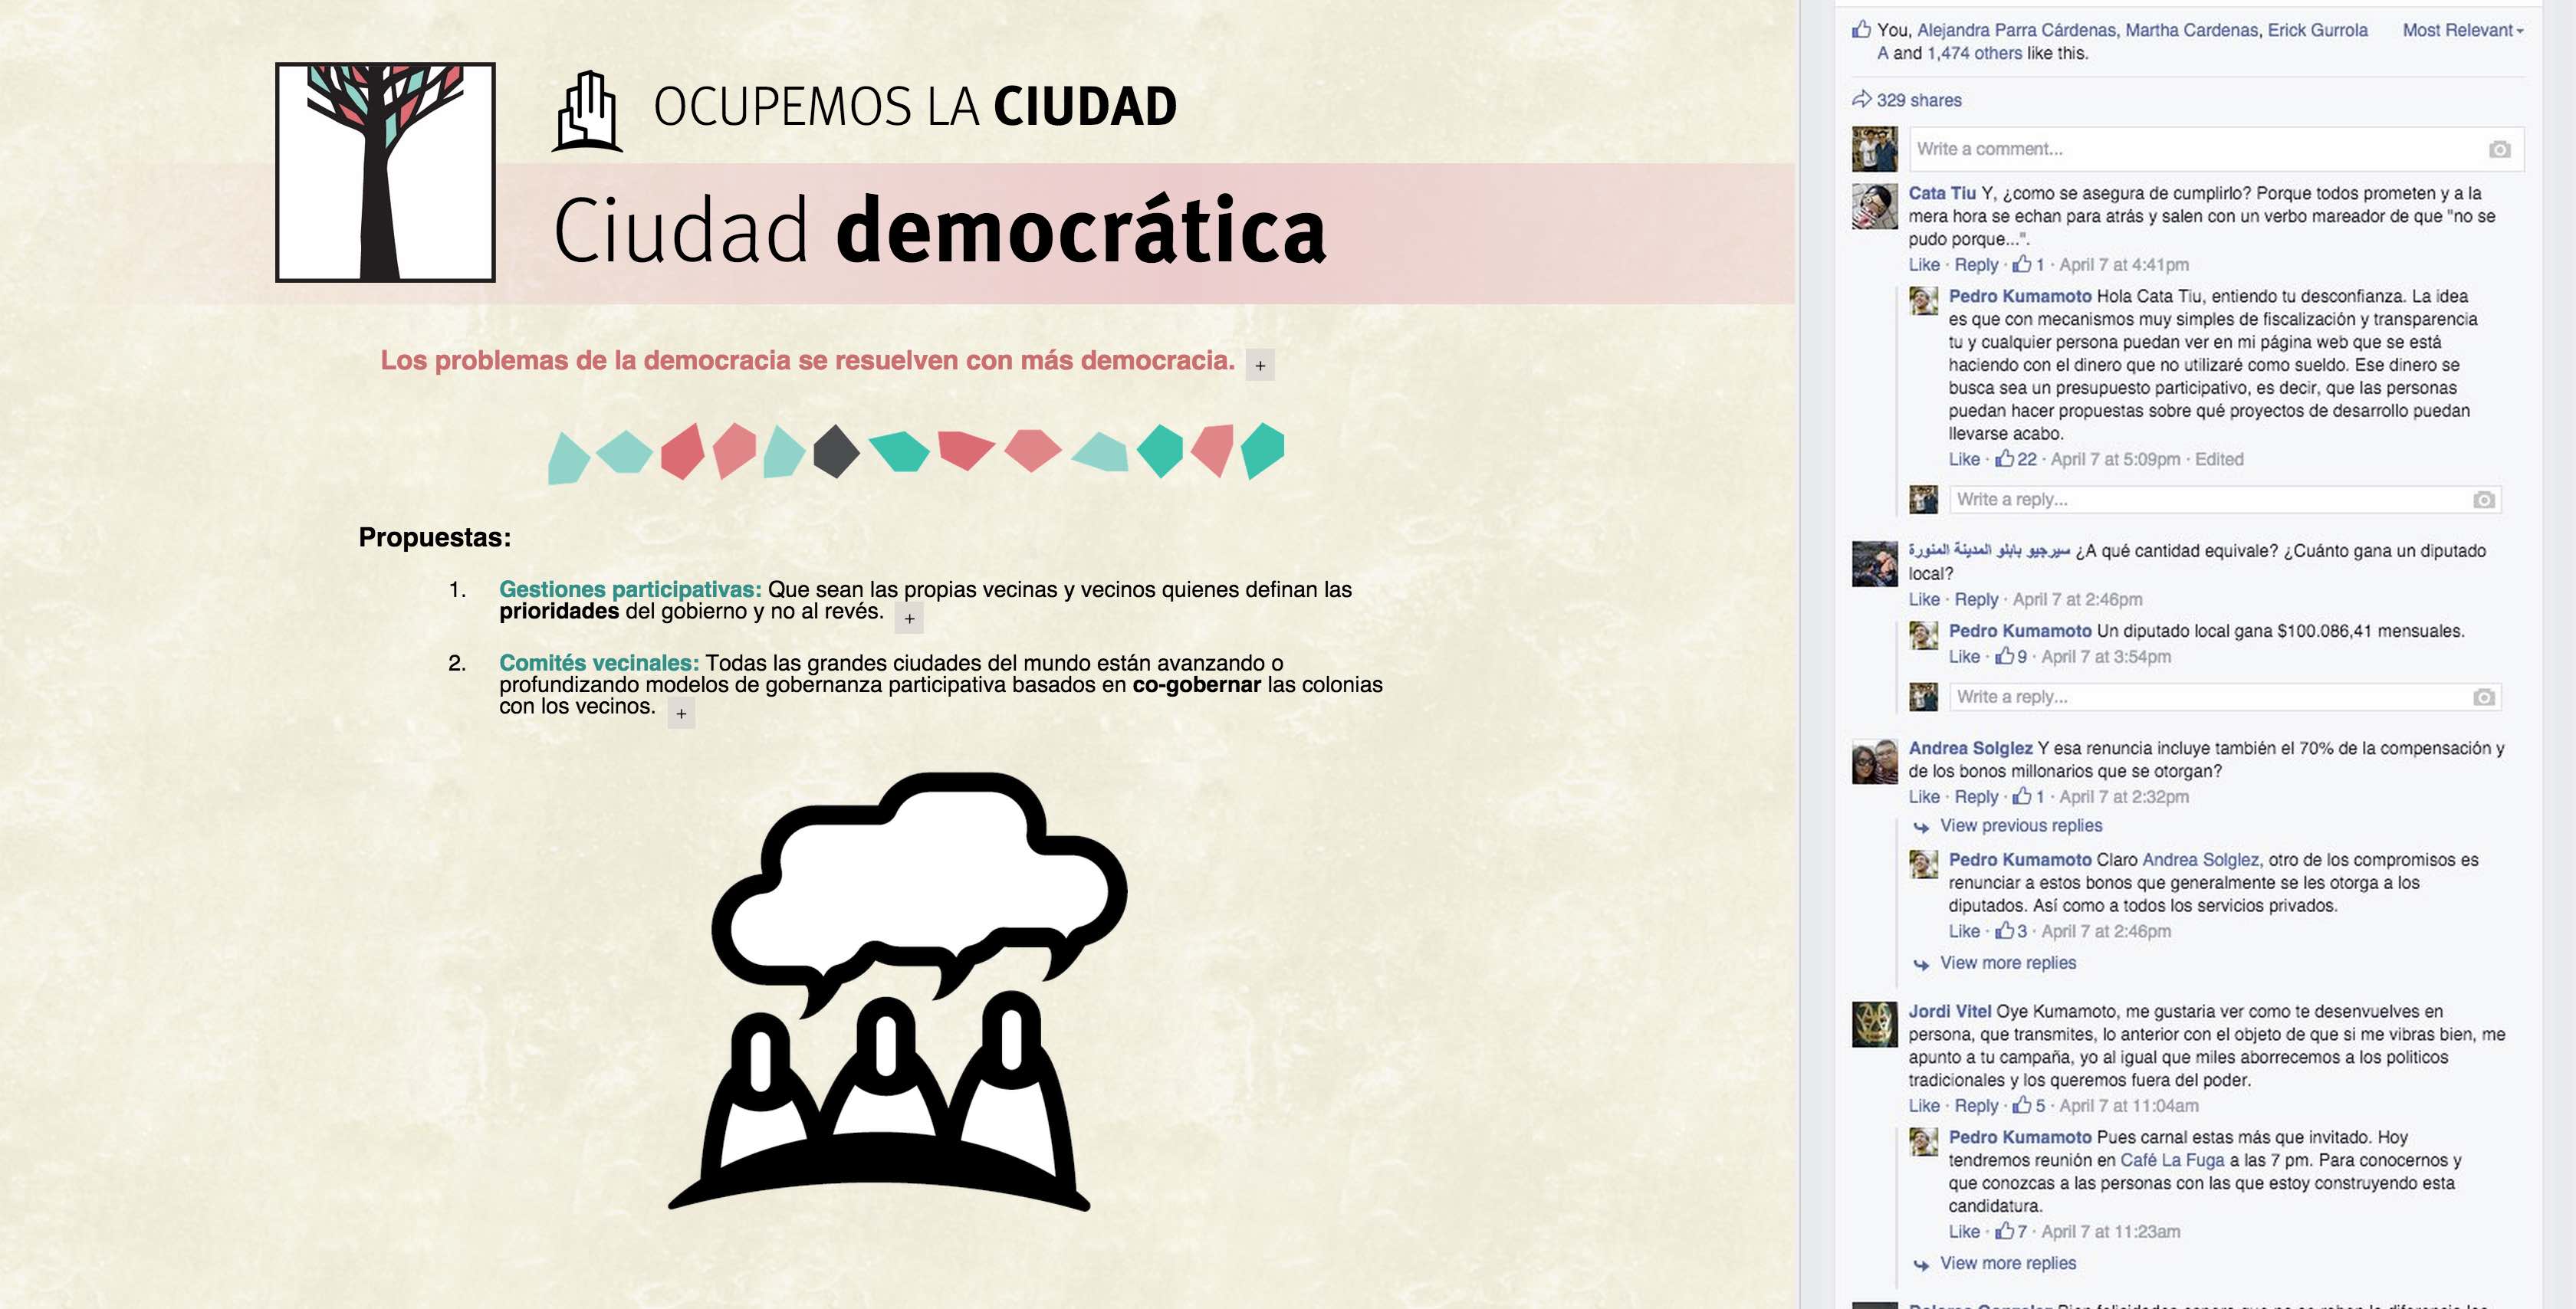 OCUPEMOS LA CIUDAD
Ciudad democrática
Los problemas de la democracia se resuelven con más democracia. +
Propuestas:
1. Gestiones participativas: Que sean las propias vecinas y vecinos quienes definan las
prioridades del gobierno y no al revés. +
2. Comités vecinales: Todas las grandes ciudades del mundo están avanzando o
profundizando modelos de gobernanza participativa basados en co-gobernar las colonias
con los vecinos. +
You, Alejandra Parra Cárdenas, Martha Cardenas, Erick Gurrola
A and 1,474 others like this.
Most Relevant
329 shares
Write a comment...
Cata Tiu Y, ¿como se asegura de cumplirlo? Porque todos prometen y a la
mera hora se echan para atrás y salen con un verbo mareador de que "no se
pudo porque...".
Like · Reply · 1 · April 7 at 4:41pm
Pedro Kumamoto Hola Cata Tiu, entiendo tu desconfianza. La idea
es que con mecanismos muy simples de fiscalización y transparencia
tu y cualquier persona puedan ver en mi página web que se está
haciendo con el dinero que no utilizaré como sueldo. Ese dinero se
busca sea un presupuesto participativo, es decir, que las personas
puedan hacer propuestas sobre qué proyectos de desarrollo puedan
llevarse acabo.
Like · 22 · April 7 at 5:09pm · Edited
Write a reply...
سيرجيو بابلو المدينة المنورة ¿A qué cantidad equivale? ¿Cuánto gana un diputado
local?
Like · Reply · April 7 at 2:46pm
Pedro Kumamoto Un diputado local gana $100.086,41 mensuales.
Like · 9 · April 7 at 3:54pm
Write a reply...
Andrea Solglez Y esa renuncia incluye también el 70% de la compensación y
de los bonos millonarios que se otorgan?
Like · Reply · 1 · April 7 at 2:32pm
View previous replies
Pedro Kumamoto Claro Andrea Solglez, otro de los compromisos es
renunciar a estos bonos que generalmente se les otorga a los
diputados. Así como a todos los servicios privados.
Like · 3 · April 7 at 2:46pm
View more replies
Jordi Vitel Oye Kumamoto, me gustaria ver como te desenvuelves en
persona, que transmites, lo anterior con el objeto de que si me vibras bien, me
apunto a tu campaña, yo al igual que miles aborrecemos a los politicos
tradicionales y los queremos fuera del poder.
Like · Reply · 5 · April 7 at 11:04am
Pedro Kumamoto Pues carnal estas más que invitado. Hoy
tendremos reunión en Café La Fuga a las 7 pm. Para conocernos y
que conozcas a las personas con las que estoy construyendo esta
candidatura.
Like · 7 · April 7 at 11:23am
View more replies